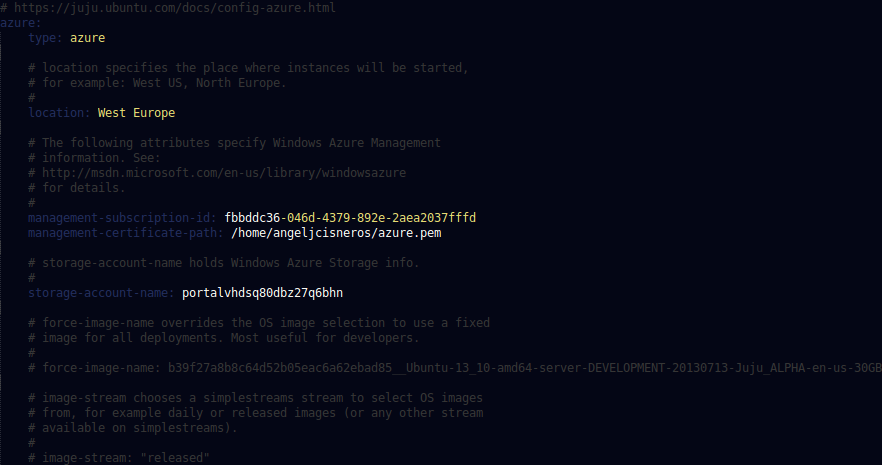 # https://juju.ubuntu.com/docs/config-azure.html
azure:
    type: azure

    # location specifies the place where instances will be started,
    # for example: West US, North Europe.
    #
    location: West Europe

    # The following attributes specify Windows Azure Management
    # information. See:
    # http://msdn.microsoft.com/en-us/library/windowsazure
    # for details.
    #
    management-subscription-id: fbbddc36-046d-4379-892e-2aea2037fffd
    management-certificate-path: /home/angeljcisneros/azure.pem

    # storage-account-name holds Windows Azure Storage info.
    #
    storage-account-name: portalvhdsq80dbz27q6bhn

    # force-image-name overrides the OS image selection to use a fixed
    # image for all deployments. Most useful for developers.
    #
    # force-image-name: b39f27a8b8c64d52b05eac6a62ebad85__Ubuntu-13_10-amd64-server-DEVELOPMENT-20130713-Juju_ALPHA-en-us-30GB

    # image-stream chooses a simplestreams stream to select OS images
    # from, for example daily or released images (or any other stream
    # available on simplestreams).
    #
    # image-stream: "released"